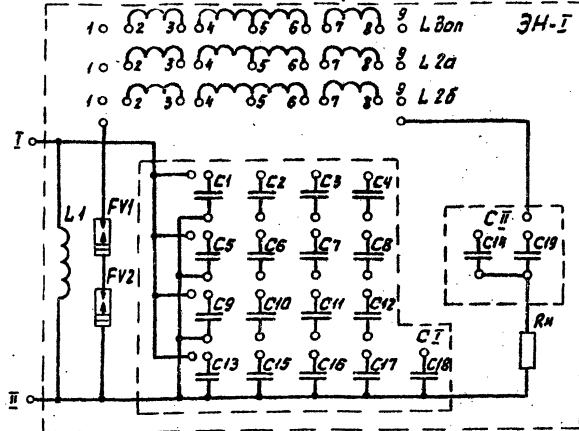 1 2 3 4 5 6 7 8 9 L Вол ЭН-I
1 2 3 4 5 6 7 8 9 L 2а
1 2 3 4 5 6 7 8 9 L 2б
I
L1 FV1 C1 C2 C3 C4
C II
C14 C19
FV2 C5 C6 C7 C8
C9 C10 C11 C12
Rн
C I
C13 C15 C16 C17 C18
II